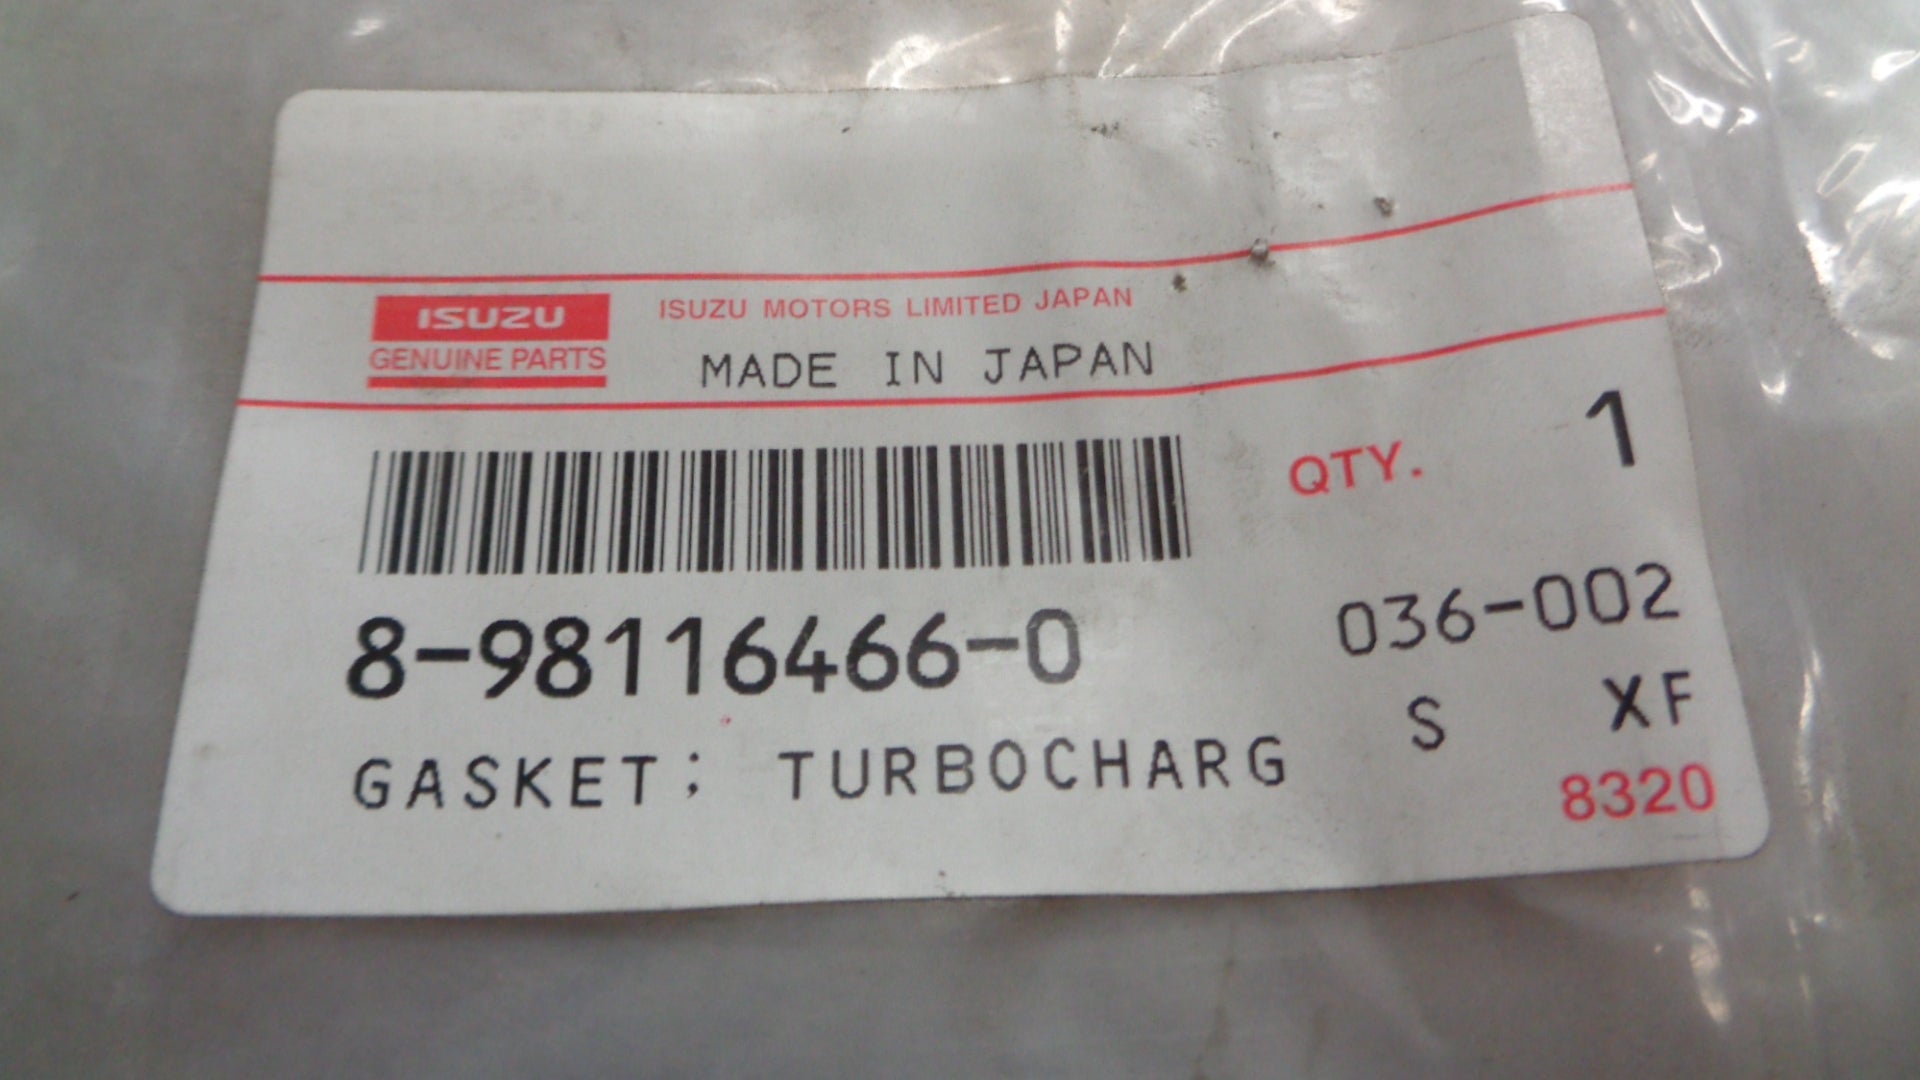 ISUZU
GENUINE PARTS
ISUZU MOTORS LIMITED JAPAN
MADE IN JAPAN
QTY. 1
8-98116466-0
036-002
GASKET; TURBOCHARG
S XF
8320